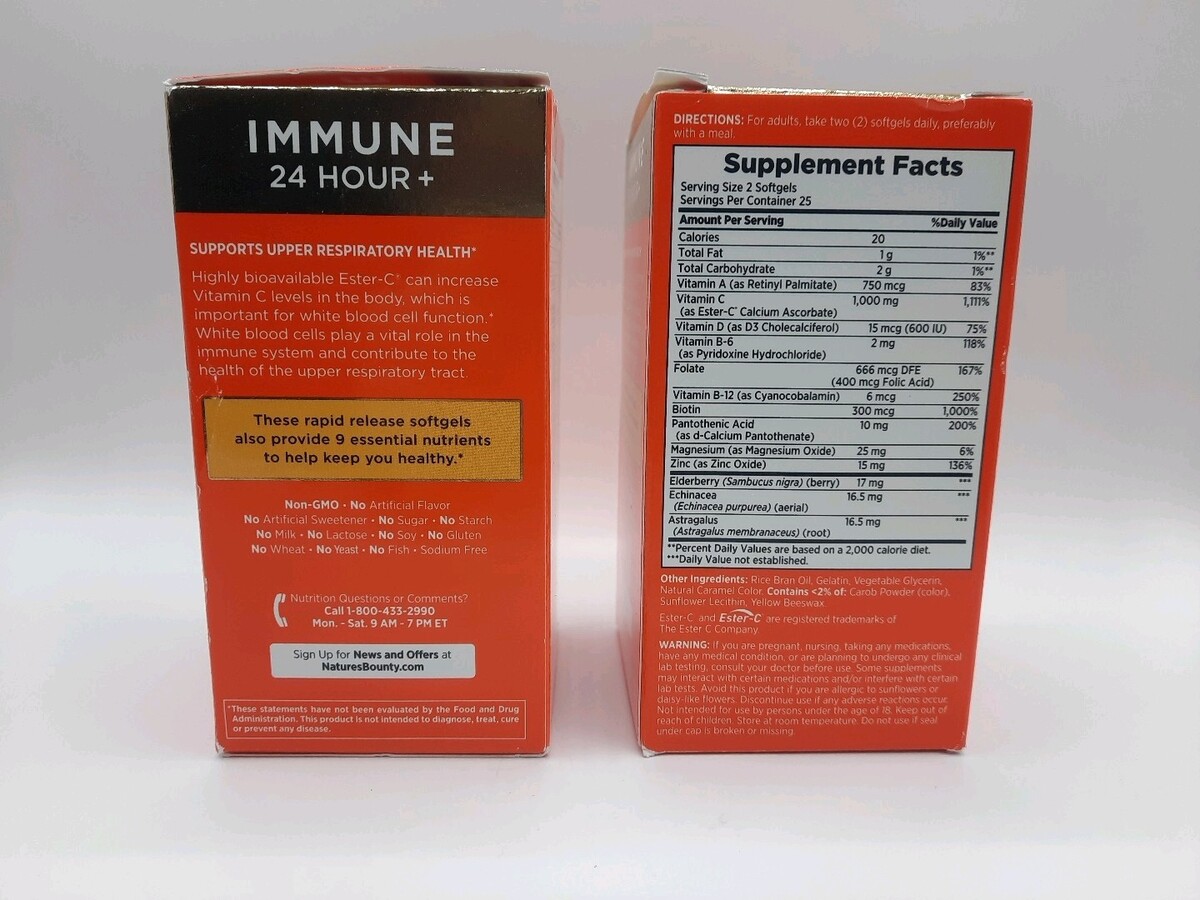 IMMUNE
24 HOUR +
SUPPORTS UPPER RESPIRATORY HEALTH*
Highly bioavailable Ester-C® can increase
Vitamin C levels in the body, which is
important for white blood cell function.*
White blood cells play a vital role in the
immune system and contribute to the
health of the upper respiratory tract.
These rapid release softgels
also provide 9 essential nutrients
to help keep you healthy.*
Non-GMO • No Artificial Flavor
No Artificial Sweetener • No Sugar • No Starch
No Milk • No Lactose • No Soy • No Gluten
No Wheat • No Yeast • No Fish • Sodium Free
Nutrition Questions or Comments?
Call 1-800-433-2990
Mon. - Sat. 9 AM - 7 PM ET
Sign Up for News and Offers at
NaturesBounty.com
*These statements have not been evaluated by the Food and Drug
Administration. This product is not intended to diagnose, treat, cure
or prevent any disease.
DIRECTIONS: For adults, take two (2) softgels daily, preferably
with a meal.
Supplement Facts
Serving Size 2 Softgels
Servings Per Container 25
Amount Per Serving %Daily Value
Calories 20
Total Fat 1 g 1%**
Total Carbohydrate 2 g 1%**
Vitamin A (as Retinyl Palmitate) 750 mcg 83%
Vitamin C 1,000 mg 1,111%
(as Ester-C® Calcium Ascorbate)
Vitamin D (as D3 Cholecalciferol) 15 mcg (600 IU) 75%
Vitamin B-6 2 mg 118%
(as Pyridoxine Hydrochloride)
Folate 666 mcg DFE 167%
(400 mcg Folic Acid)
Vitamin B-12 (as Cyanocobalamin) 6 mcg 250%
Biotin 300 mcg 1,000%
Pantothenic Acid 10 mg 200%
(as d-Calcium Pantothenate)
Magnesium (as Magnesium Oxide) 25 mg 6%
Zinc (as Zinc Oxide) 15 mg 136%
Elderberry (Sambucus nigra) (berry) 17 mg ***
Echinacea 16.5 mg ***
(Echinacea purpurea) (aerial)
Astragalus 16.5 mg ***
(Astragalus membranaceus) (root)
**Percent Daily Values are based on a 2,000 calorie diet.
***Daily Value not established.
Other Ingredients: Rice Bran Oil, Gelatin, Vegetable Glycerin,
Natural Caramel Color. Contains <2% of: Carob Powder (color),
Sunflower Lecithin, Yellow Beeswax.
Ester-C® and Ester-C® are registered trademarks of
The Ester C Company.
WARNING: If you are pregnant, nursing, taking any medications,
have any medical condition, or are planning to undergo any clinical
lab testing, consult your doctor before use. Some supplements
may interact with certain medications and/or interfere with certain
lab tests. Avoid this product if you are allergic to sunflowers or
daisy-like flowers. Discontinue use if any adverse reactions occur.
Not intended for use by persons under the age of 18. Keep out of
reach of children. Store at room temperature. Do not use if seal
under cap is broken or missing.